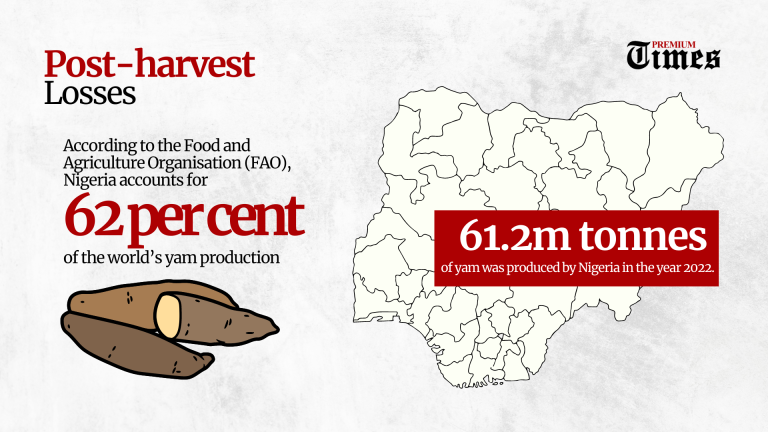 Post-harvest
Losses
PREMIUM
Times
According to the Food and
Agriculture Organisation (FAO),
Nigeria accounts for
62 per cent
of the world's yam production
61.2m tonnes
of yam was produced by Nigeria in the year 2022.